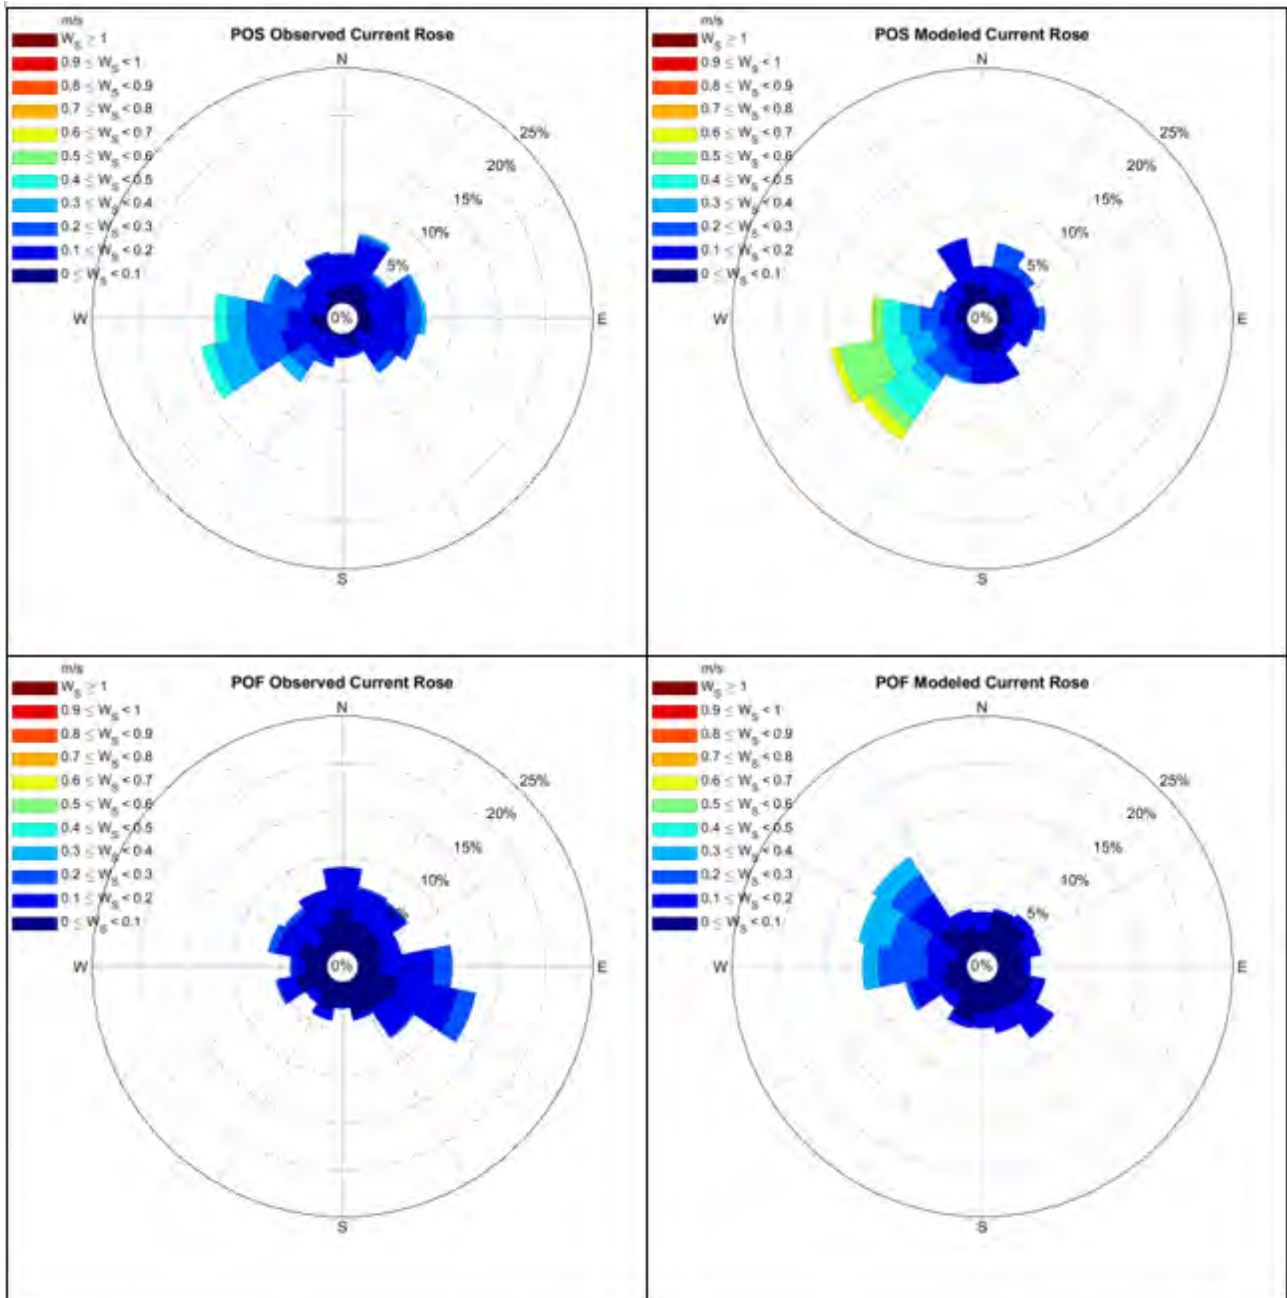 m/s
POS Observed Current Rose
W_S ≥ 1
0.9 ≤ W_S < 1
0.8 ≤ W_S < 0.9
0.7 ≤ W_S < 0.8
0.6 ≤ W_S < 0.7
0.5 ≤ W_S < 0.6
0.4 ≤ W_S < 0.5
0.3 ≤ W_S < 0.4
0.2 ≤ W_S < 0.3
0.1 ≤ W_S < 0.2
0 ≤ W_S < 0.1
N
25%
20%
15%
10%
5%
0%
W
E
S
m/s
POS Modeled Current Rose
W_S ≥ 1
0.9 ≤ W_S < 1
0.8 ≤ W_S < 0.9
0.7 ≤ W_S < 0.8
0.6 ≤ W_S < 0.7
0.5 ≤ W_S < 0.6
0.4 ≤ W_S < 0.5
0.3 ≤ W_S < 0.4
0.2 ≤ W_S < 0.3
0.1 ≤ W_S < 0.2
0 ≤ W_S < 0.1
N
25%
20%
15%
10%
5%
0%
W
E
S
m/s
POF Observed Current Rose
W_S ≥ 1
0.9 ≤ W_S < 1
0.8 ≤ W_S < 0.9
0.7 ≤ W_S < 0.8
0.6 ≤ W_S < 0.7
0.5 ≤ W_S < 0.6
0.4 ≤ W_S < 0.5
0.3 ≤ W_S < 0.4
0.2 ≤ W_S < 0.3
0.1 ≤ W_S < 0.2
0 ≤ W_S < 0.1
N
25%
20%
15%
10%
5%
0%
W
E
S
m/s
POF Modeled Current Rose
W_S ≥ 1
0.9 ≤ W_S < 1
0.8 ≤ W_S < 0.9
0.7 ≤ W_S < 0.8
0.6 ≤ W_S < 0.7
0.5 ≤ W_S < 0.6
0.4 ≤ W_S < 0.5
0.3 ≤ W_S < 0.4
0.2 ≤ W_S < 0.3
0.1 ≤ W_S < 0.2
0 ≤ W_S < 0.1
N
25%
20%
15%
10%
5%
0%
W
E
S